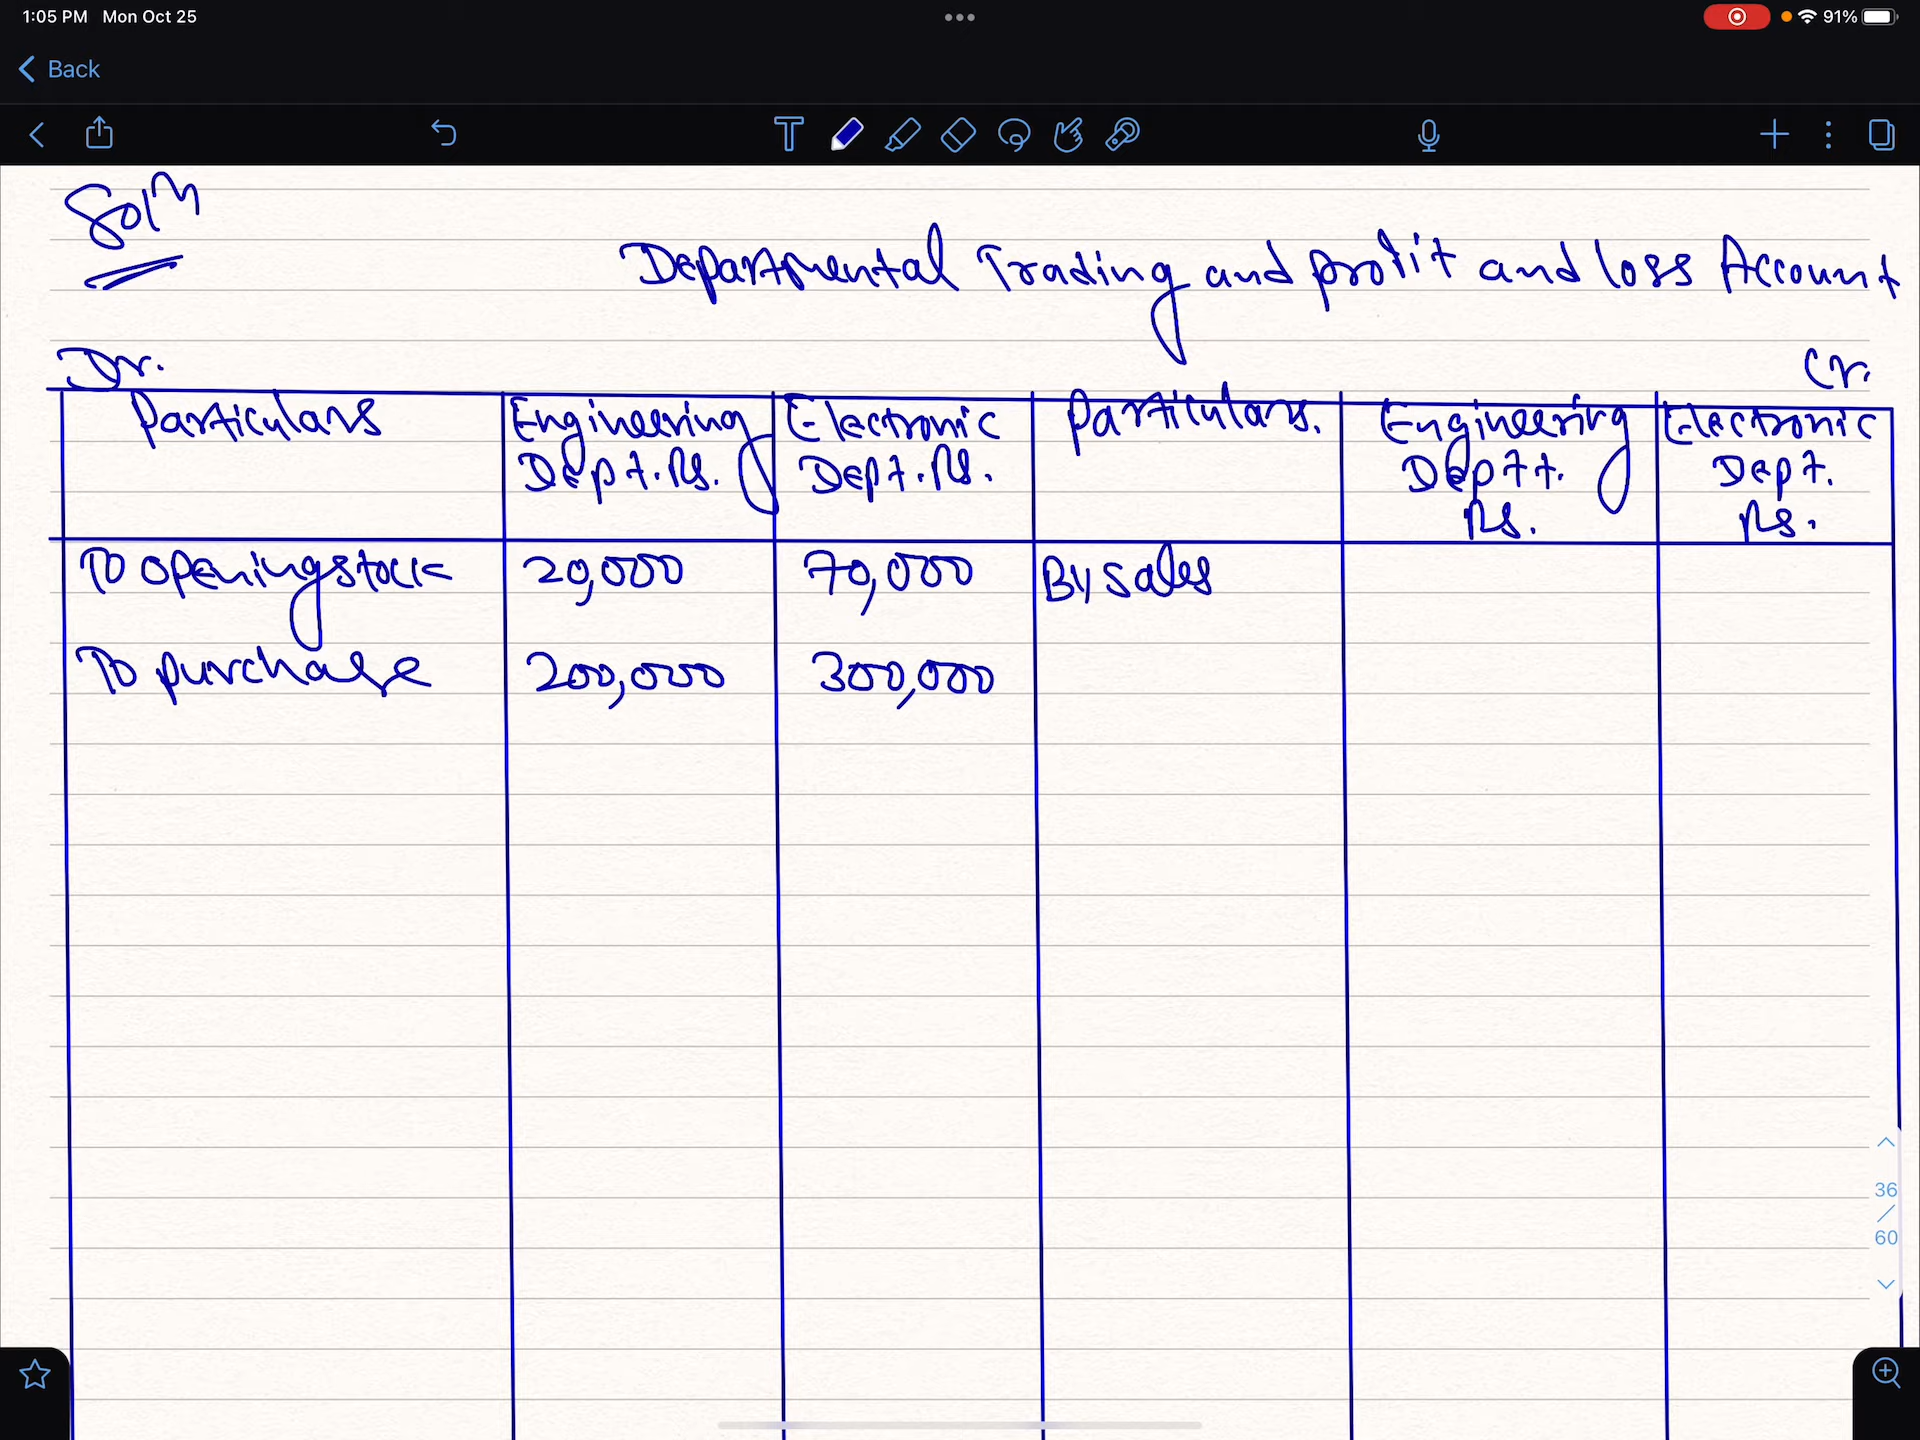 1:05 PM Mon Oct 25
91%
Back
Soln
Departmental Trading and profit and loss Account
Dr.
Cr.
Particulars Engineering Dept. Rs. Electronic Dept. Rs. Particulars. Engineering Deptt. Rs. Electronic Dept. Rs.
To opening stock 20,000 70,000 By sales
To purchase 200,000 300,000
36
/
60